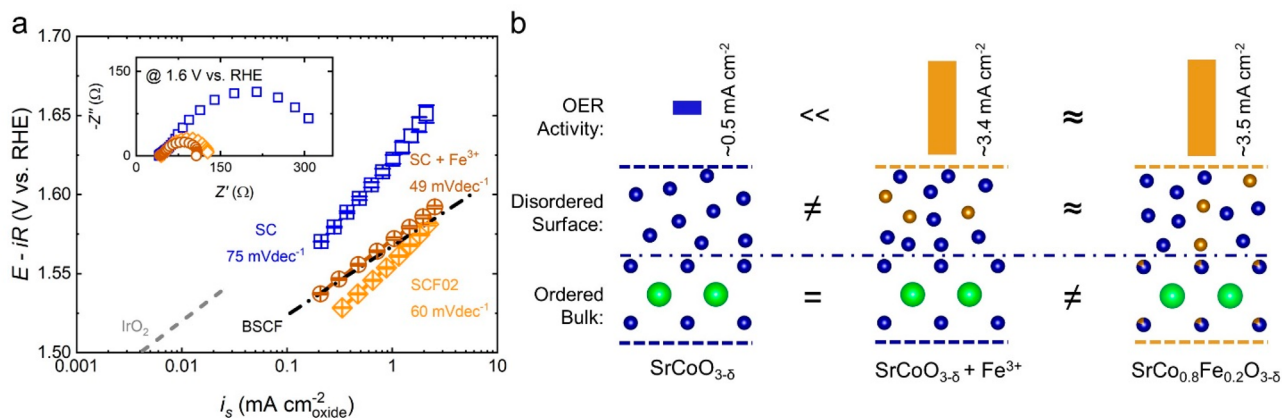 a
1.70
1.65
1.60
1.55
1.50
E - iR (V vs. RHE)
0.001
0.01
0.1
1
10
i_s (mA cm⁻²oxide)
@ 1.6 V vs. RHE
-Z″ (Ω)
150
0
0
150
300
Z′ (Ω)
SC
75 mVdec⁻¹
SC + Fe³⁺
49 mVdec⁻¹
SCF02
60 mVdec⁻¹
BSCF
IrO₂
b
OER
Activity:
~0.5 mA cm⁻²
<<
~3.4 mA cm⁻²
≈
~3.5 mA cm⁻²
Disordered
Surface:
≠
≈
Ordered
Bulk:
=
≠
SrCoO₃₋δ
SrCoO₃₋δ + Fe³⁺
SrCo₀.₈Fe₀.₂O₃₋δ